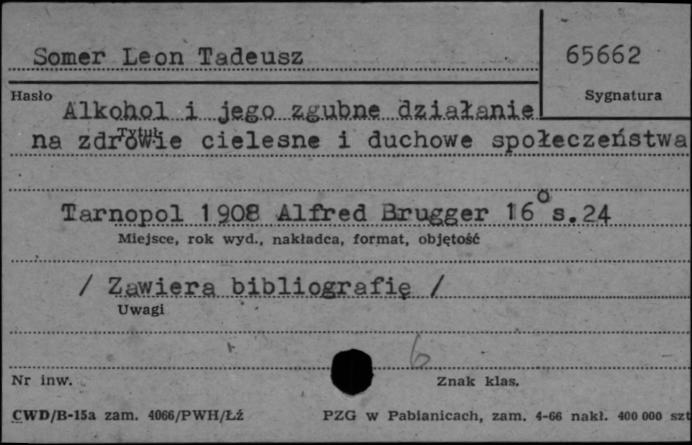 Somer Leon Tadeusz
65662
Hasło
Sygnatura
Alkohol i jego zgubne działanie
Tytuł
na zdrowie cielesne i duchowe społeczeństwa
Tarnopol 1908 Alfred Brugger 16° s.24
Miejsce, rok wyd., nakładca, format, objętość
/ Zawiera bibliografię /
Uwagi
6
Nr inw.
Znak klas.
CWD/B-15a zam. 4066/PWH/Łź
PZG w Pabianicach, zam. 4-66 nakł. 400 000 szt